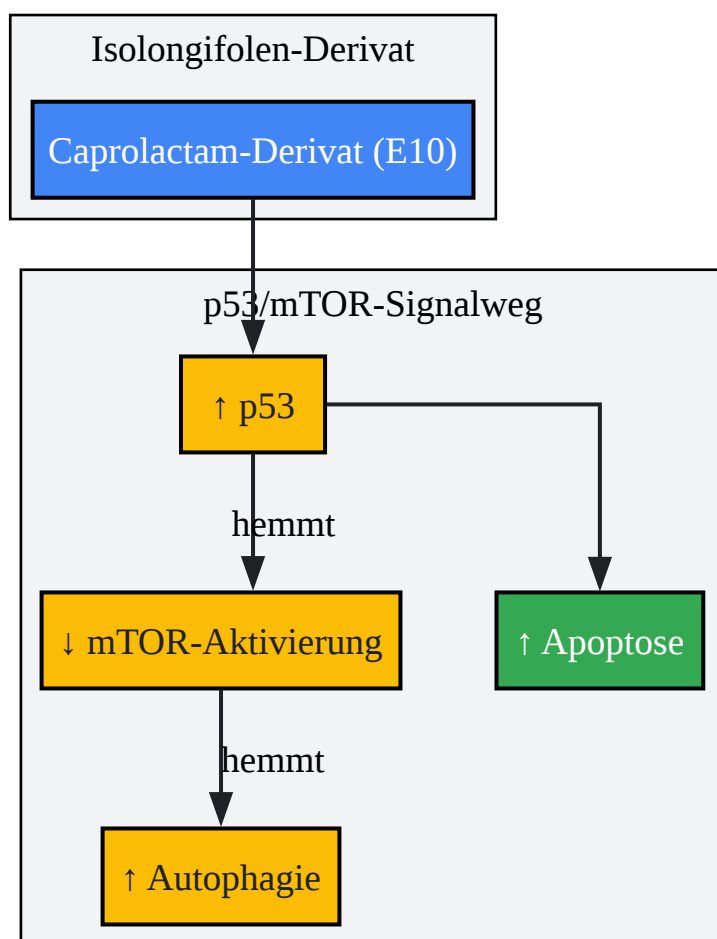 Isolongifolen-Derivat
Caprolactam-Derivat (E10)
p53/mTOR-Signalweg
↑ p53
hemmt
↓ mTOR-Aktivierung
↑ Apoptose
hemmt
↑ Autophagie